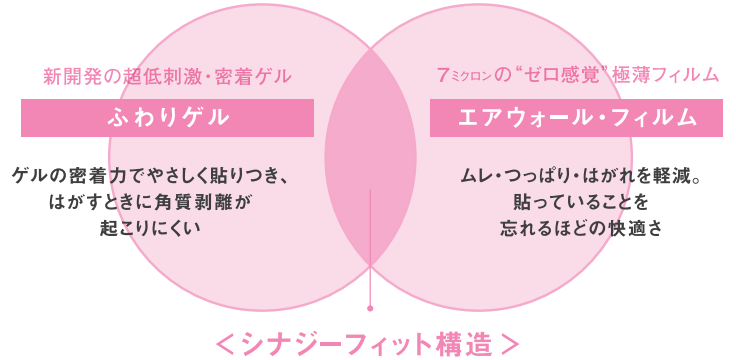 新開発の超低刺激・密着ゲル
ふわりゲル
ゲルの密着力でやさしく貼りつき、
はがすときに角質剥離が
起こりにくい
7ミクロンの“ゼロ感覚”極薄フィルム
エアウォール・フィルム
ムレ・つっぱり・はがれを軽減。
貼っていることを
忘れるほどの快適さ
＜シナジーフィット構造＞